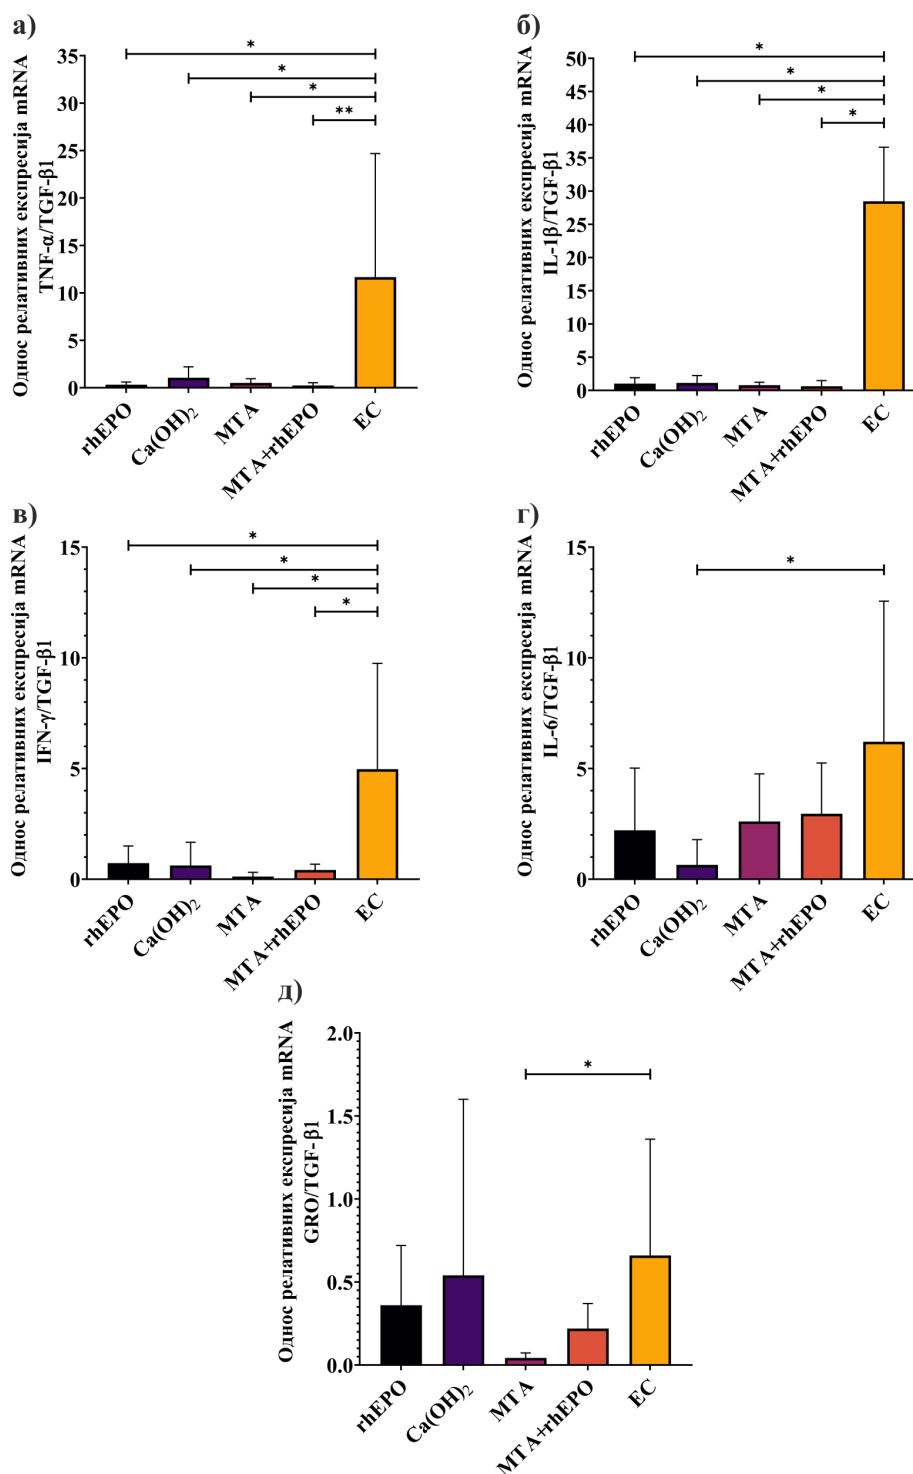 а)
Однос релативних експресија mRNA
TNF-α/TGF-β1
35
30
25
20
15
10
5
0
*
*
*
**
rhEPO
Ca(OH)₂
MTA
MTA+rhEPO
EC
б)
Однос релативних експресија mRNA
IL-1β/TGF-β1
50
45
40
35
30
25
20
15
10
5
0
*
*
*
*
rhEPO
Ca(OH)₂
MTA
MTA+rhEPO
EC
в)
Однос релативних експресија mRNA
IFN-γ/TGF-β1
15
10
5
0
*
*
*
*
rhEPO
Ca(OH)₂
MTA
MTA+rhEPO
EC
г)
Однос релативних експресија mRNA
IL-6/TGF-β1
15
10
5
0
*
rhEPO
Ca(OH)₂
MTA
MTA+rhEPO
EC
д)
Однос релативних експресија mRNA
GRO/TGF-β1
2.0
1.5
1.0
0.5
0.0
*
rhEPO
Ca(OH)₂
MTA
MTA+rhEPO
EC